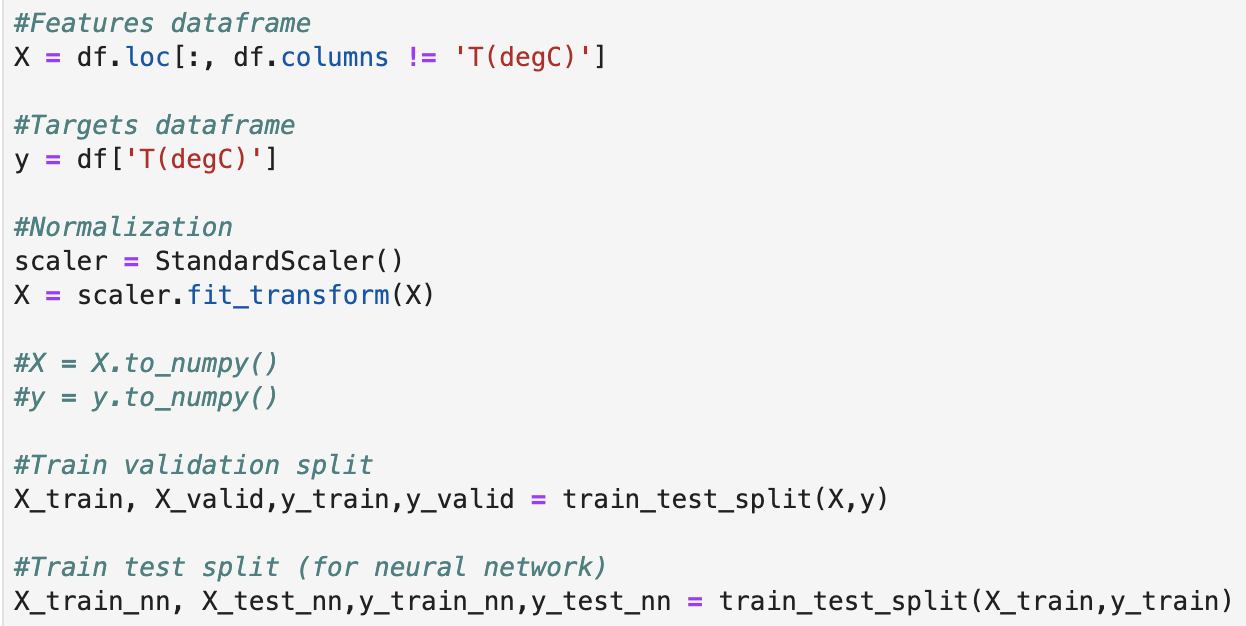 #Features dataframe
X = df.loc[:, df.columns != 'T(degC)']
#Targets dataframe
y = df['T(degC)']
#Normalization
scaler = StandardScaler()
X = scaler.fit_transform(X)
#X = X.to_numpy()
#y = y.to_numpy()
#Train validation split
X_train, X_valid,y_train,y_valid = train_test_split(X,y)
#Train test split (for neural network)
X_train_nn, X_test_nn,y_train_nn,y_test_nn = train_test_split(X_train,y_train)